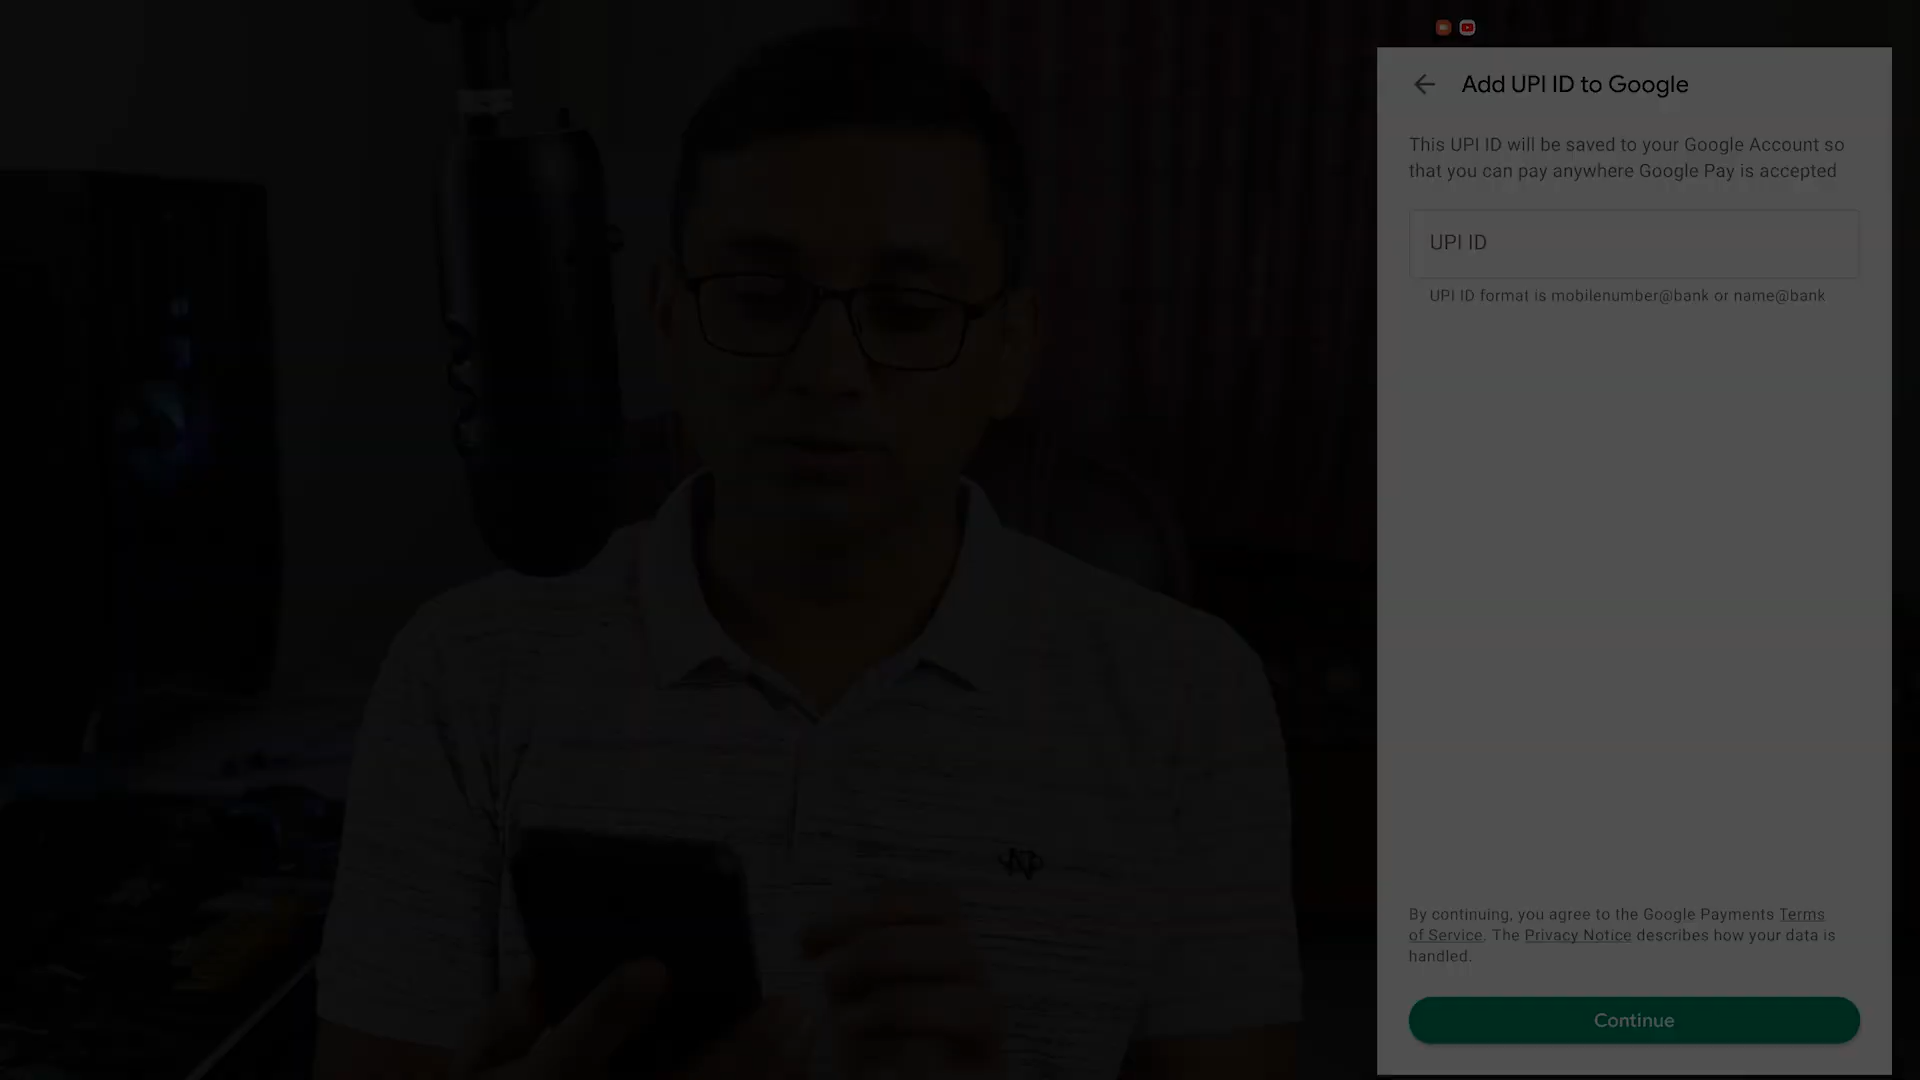 Add UPI ID to Google
This UPI ID will be saved to your Google Account so
that you can pay anywhere Google Pay is accepted
UPI ID
UPI ID format is mobilenumber@bank or name@bank
By continuing, you agree to the Google Payments Terms
of Service. The Privacy Notice describes how your data is
handled.
Continue